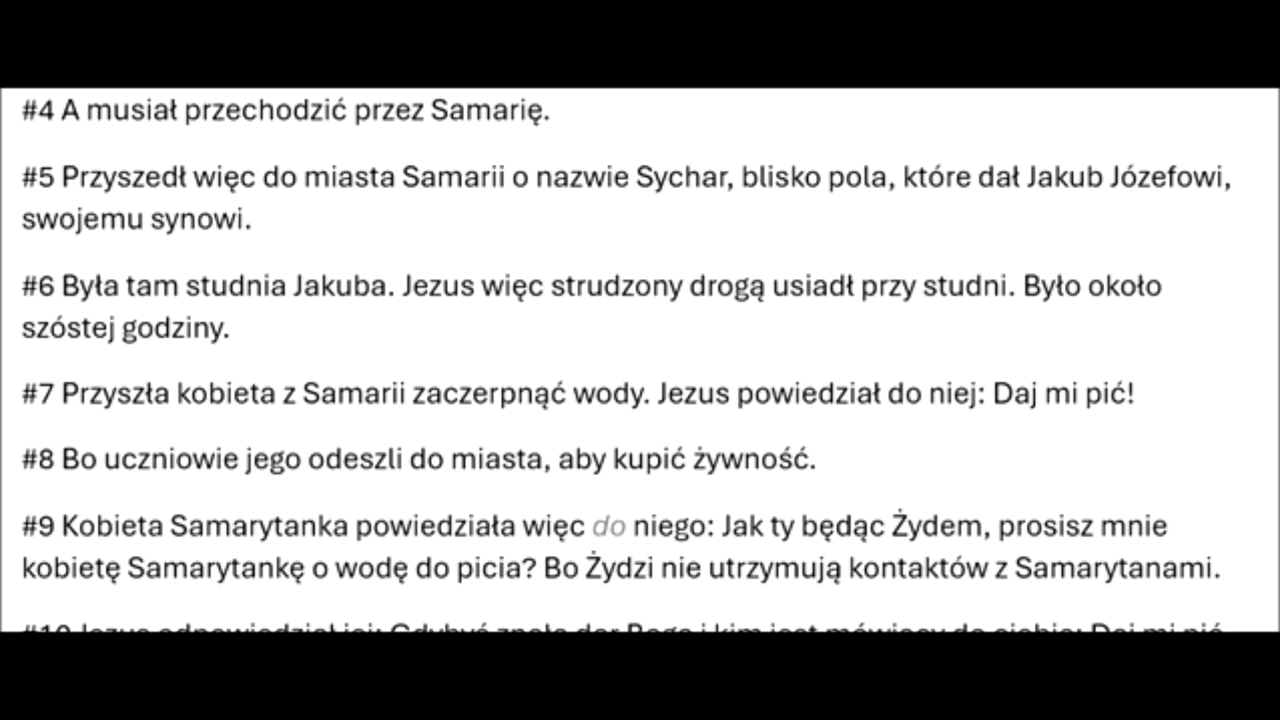 #4 A musiał przechodzić przez Samarię.
#5 Przyszedł więc do miasta Samarii o nazwie Sychar, blisko pola, które dał Jakub Józefowi,
swojemu synowi.
#6 Była tam studnia Jakuba. Jezus więc strudzony drogą usiadł przy studni. Było około
szóstej godziny.
#7 Przyszła kobieta z Samarii zaczerpnąć wody. Jezus powiedział do niej: Daj mi pić!
#8 Bo uczniowie jego odeszli do miasta, aby kupić żywność.
#9 Kobieta Samarytanka powiedziała więc do niego: Jak ty będąc Żydem, prosisz mnie
kobietę Samarytankę o wodę do picia? Bo Żydzi nie utrzymują kontaktów z Samarytanami.